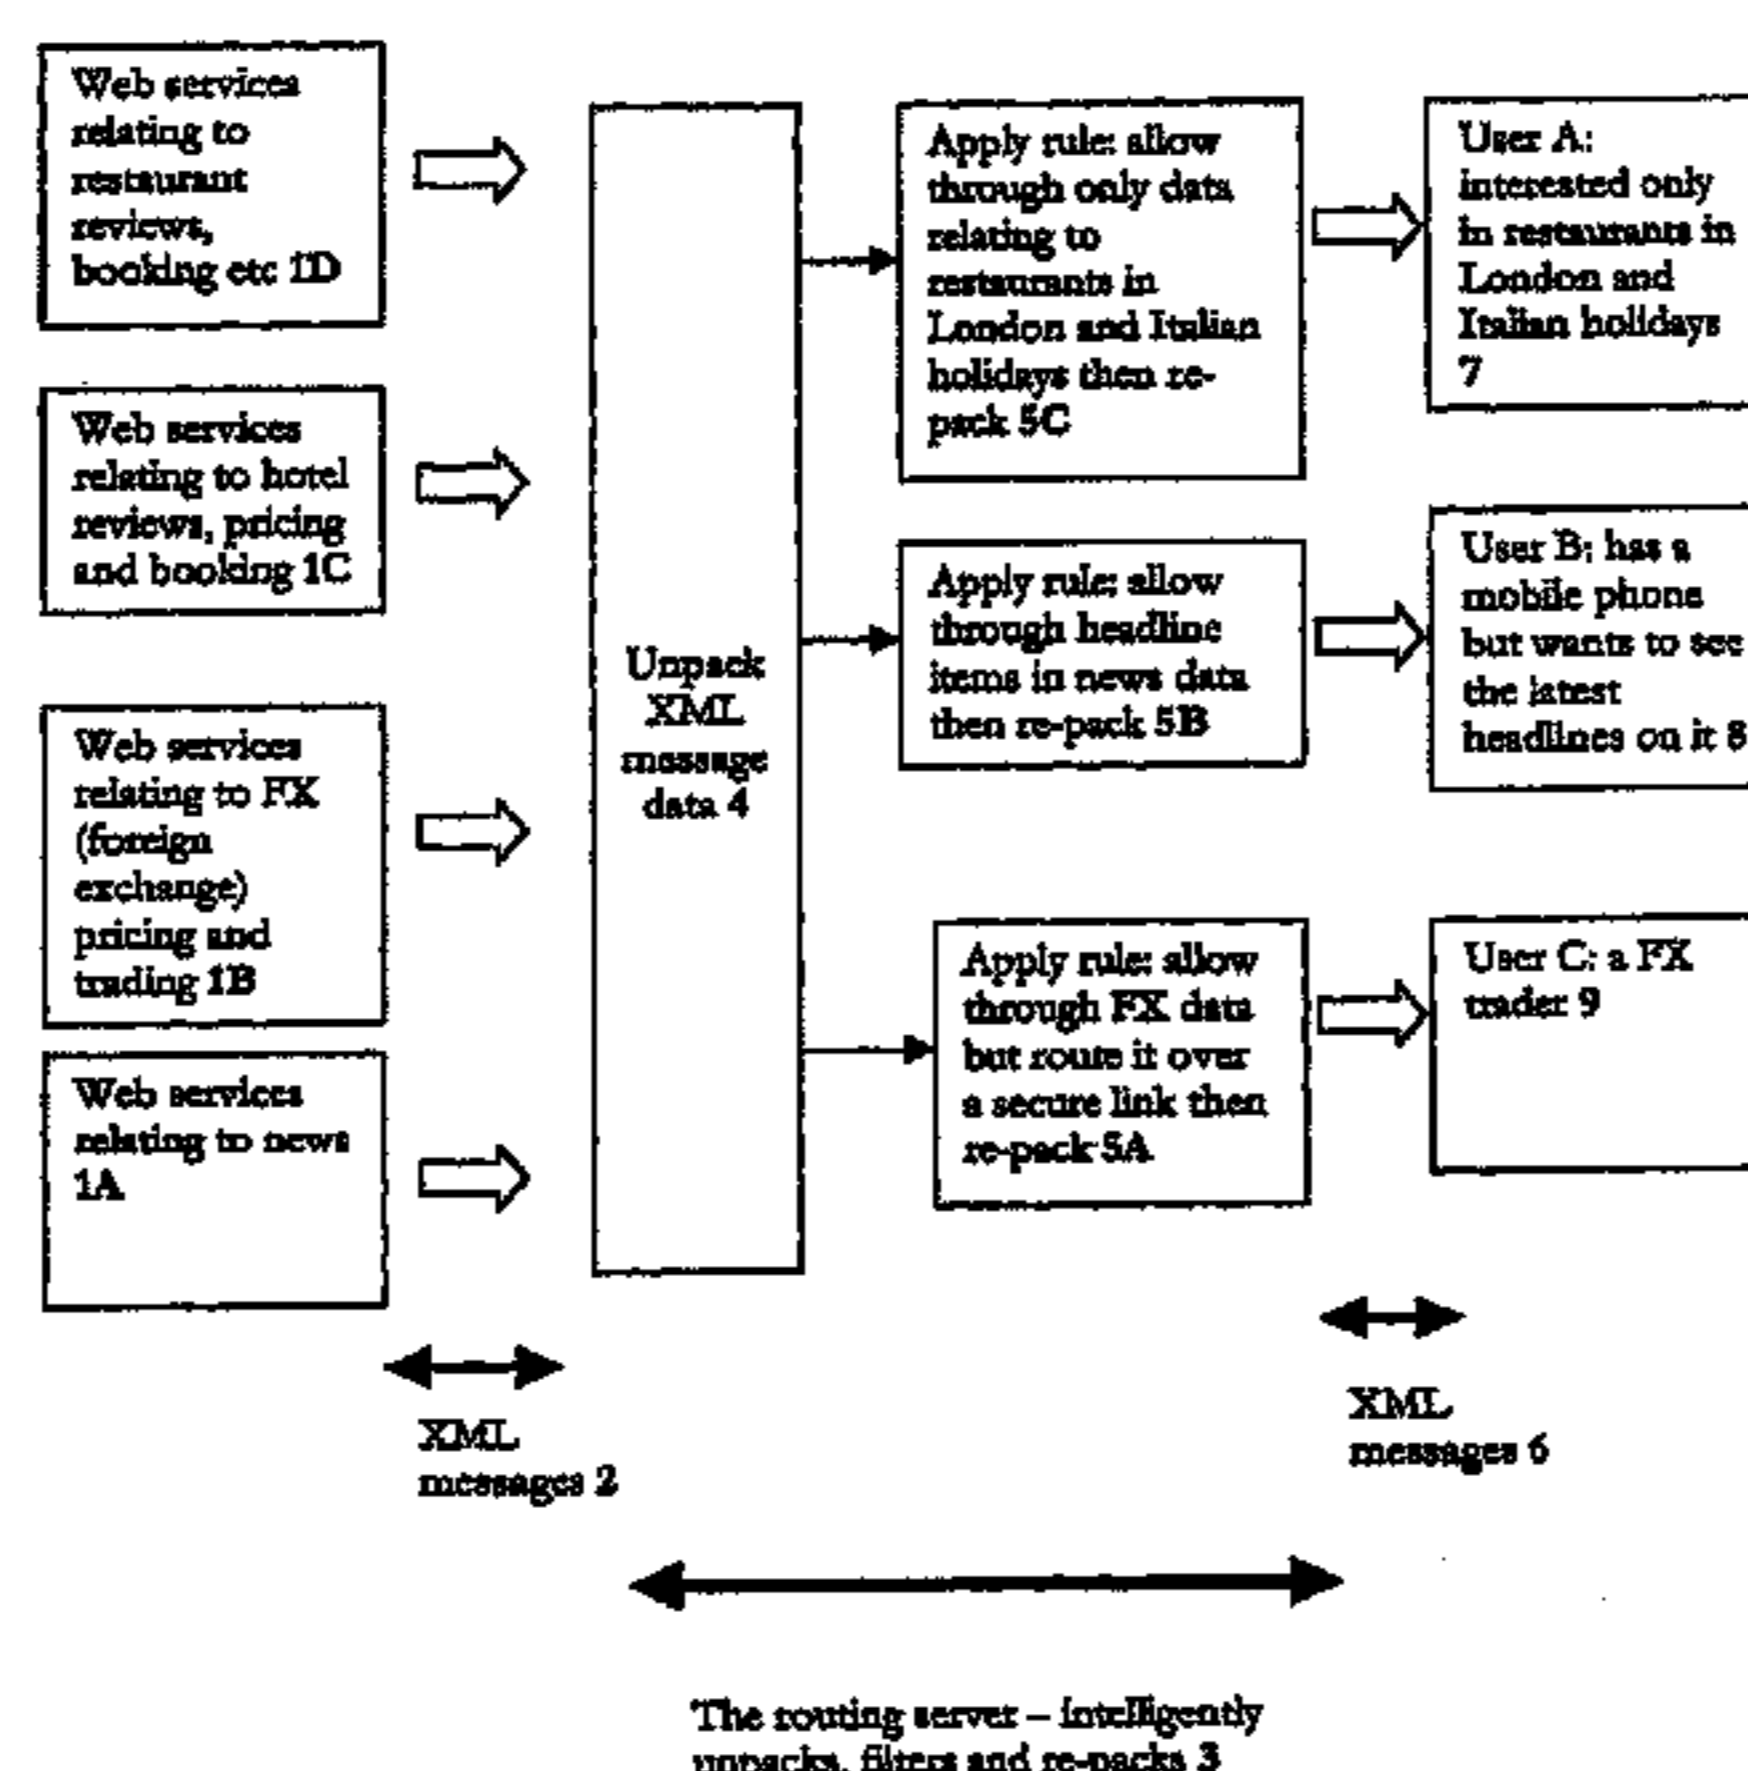 Web services
relating to
restaurant
reviews,
booking etc 1D
Web services
relating to hotel
reviews, pricing
and booking 1C
Web services
relating to FX
(foreign
exchange)
pricing and
trading 1B
Web services
relating to news
1A
XML
messages 2
Unpack
XML
message
data 4
Apply rule: allow
through only data
relating to
restaurants in
London and Italian
holidays then re-
pack 5C
Apply rule: allow
through headline
items in news data
then re-pack 5B
Apply rule: allow
through FX data
but route it over
a secure link then
re-pack 5A
User A:
interested only
in restaurants in
London and
Italian holidays
7
User B: has a
mobile phone
but wants to see
the latest
headlines on it 8
User C: a FX
trader 9
XML
messages 6
The routing server – intelligently
unpacks, filters and re-packs 3